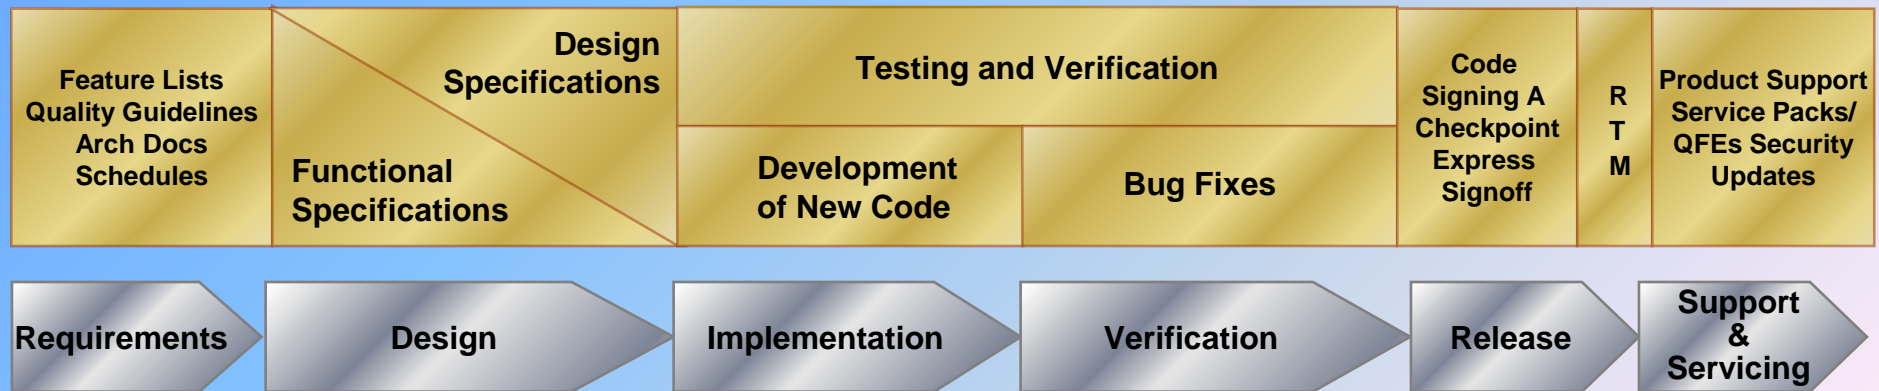 Feature Lists
Quality Guidelines
Arch Docs
Schedules
Design
Specifications
Functional
Specifications
Testing and Verification
Development
of New Code
Bug Fixes
Code
Signing A
Checkpoint
Express
Signoff
R
T
M
Product Support
Service Packs/
QFEs Security
Updates
Requirements
Design
Implementation
Verification
Release
Support
&
Servicing